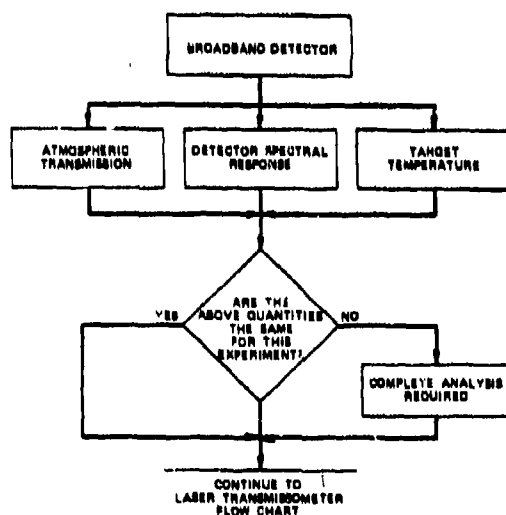 BROADBAND DETECTOR
ATMOSPHERIC
TRANSMISSION
DETECTOR SPECTRAL
RESPONSE
TARGET
TEMPERATURE
ARE THE
ABOVE QUANTITIES
THE SAME
FOR THIS
EXPERIMENT?
YES
NO
COMPLETE ANALYSIS
REQUIRED
CONTINUE TO
LASER TRANSMISSOMETER
FLOW CHART